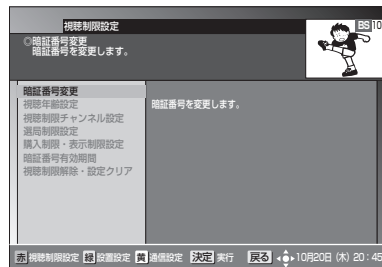 視聴制限設定
BS 10
◎暗証番号変更
暗証番号を変更します。
暗証番号変更
視聴年齢設定
視聴制限チャンネル設定
選局制限設定
購入制限・表示制限設定
暗証番号有効期間
視聴制限解除・設定クリア
暗証番号を変更します。
赤 視聴制限設定 緑 設置設定 黄 通信設定 決定 実行 戻る 10月20日(木)20:45